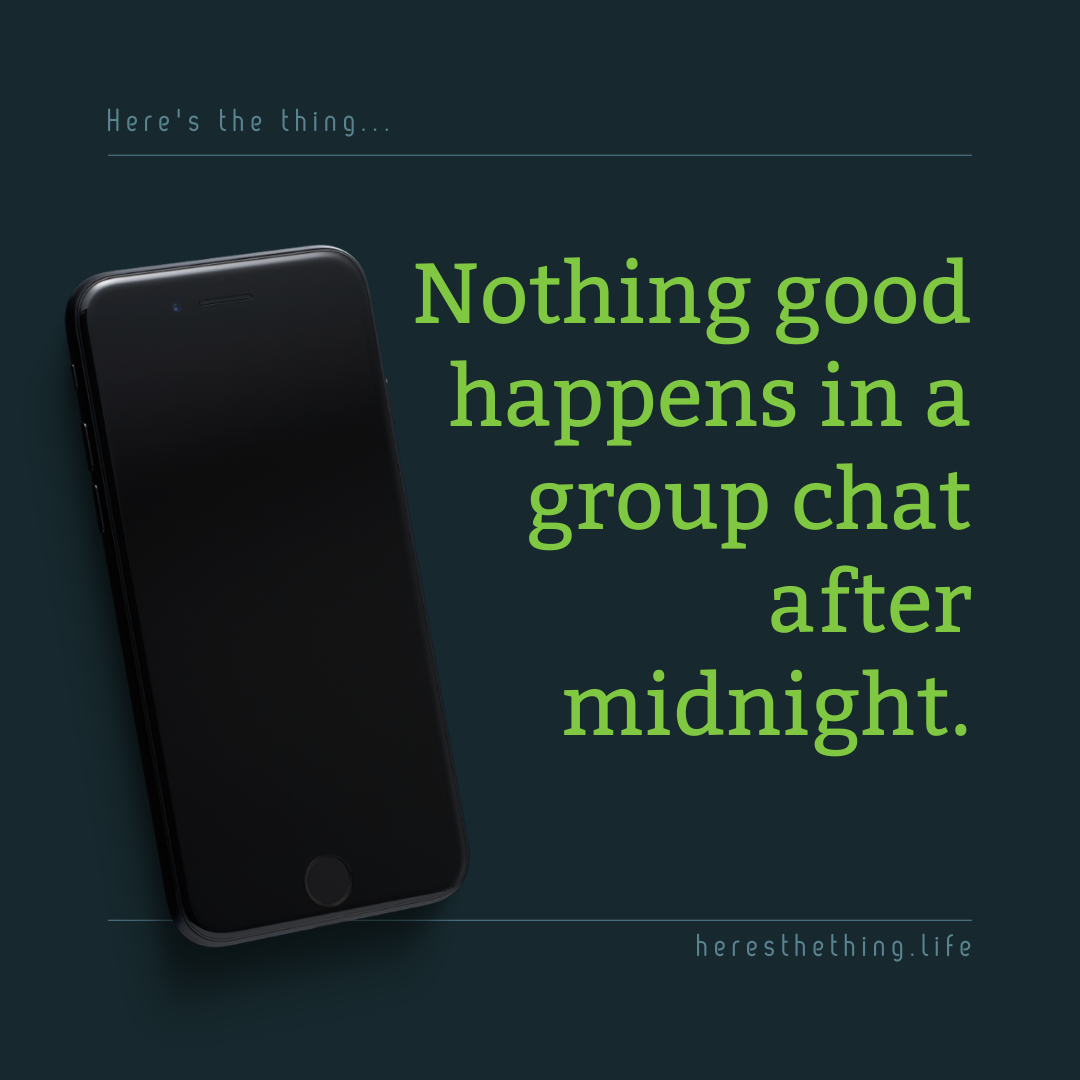 Here's the thing...
Nothing good
happens in a
group chat
after
midnight.
heresthething.life